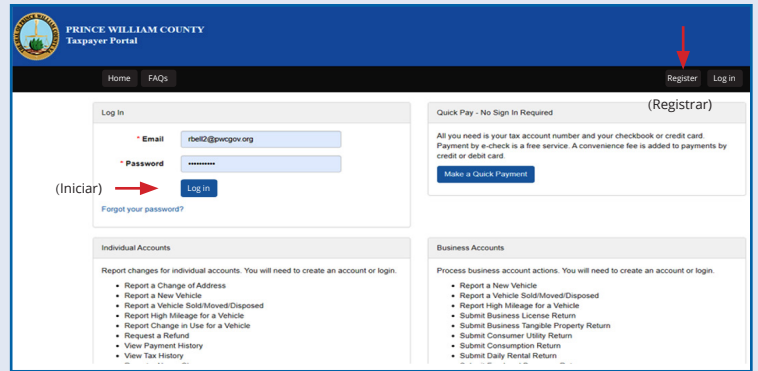 PRINCE WILLIAM COUNTY
Taxpayer Portal
Home FAQs Register Log in
(Registrar)
Log In
* Email rbell2@pwcgov.org
* Password ••••••••••
(Iniciar) Log in
Forgot your password?
Quick Pay - No Sign In Required
All you need is your tax account number and your checkbook or credit card.
Payment by e-check is a free service. A convenience fee is added to payments by
credit or debit card.
Make a Quick Payment
Individual Accounts
Report changes for individual accounts. You will need to create an account or login.
• Report a Change of Address
• Report a New Vehicle
• Report a Vehicle Sold/Moved/Disposed
• Report High Mileage for a Vehicle
• Report Change in Use for a Vehicle
• Request a Refund
• View Payment History
• View Tax History
Business Accounts
Process business account actions. You will need to create an account or login.
• Report a New Vehicle
• Report a Vehicle Sold/Moved/Disposed
• Report High Mileage for a Vehicle
• Submit Business License Return
• Submit Business Tangible Property Return
• Submit Consumer Utility Return
• Submit Consumption Return
• Submit Daily Rental Return